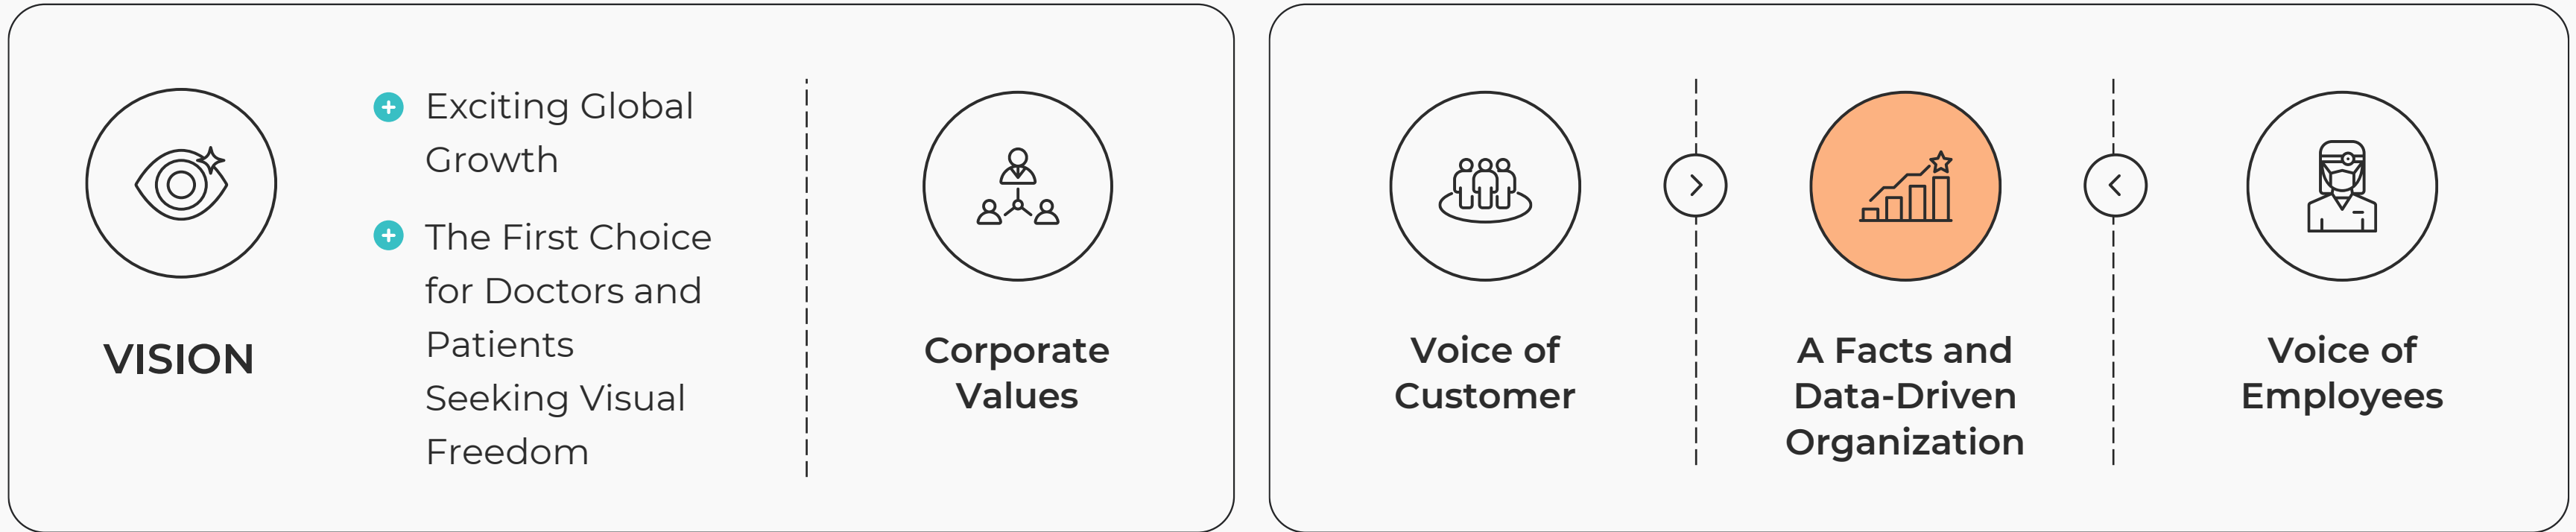 VISION
Exciting Global
Growth
The First Choice
for Doctors and
Patients
Seeking Visual
Freedom
Corporate
Values
Voice of
Customer
A Facts and
Data-Driven
Organization
Voice of
Employees